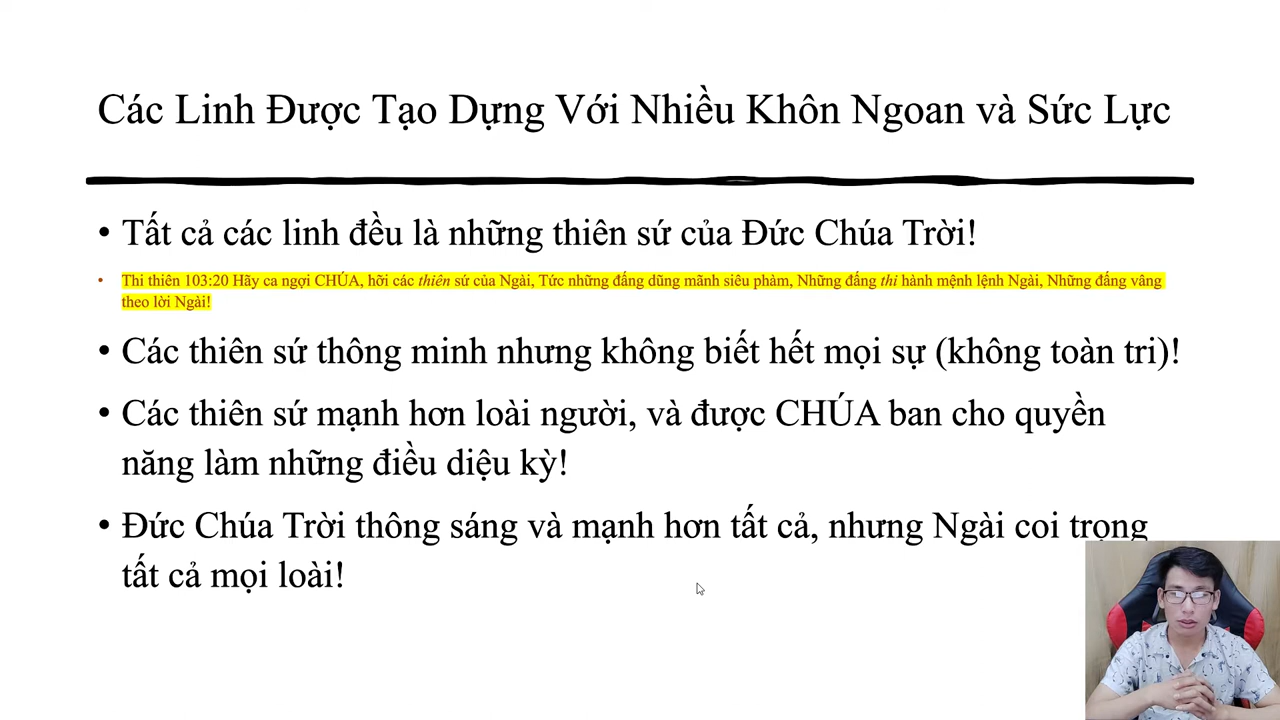 Các Linh Được Tạo Dựng Với Nhiều Khôn Ngoan và Sức Lực
• Tất cả các linh đều là những thiên sứ của Đức Chúa Trời!
• Thi thiên 103:20 Hãy ca ngợi CHÚA, hỡi các thiên sứ của Ngài, Tức những đấng dũng mãnh siêu phàm, Những đấng thi hành mệnh lệnh Ngài, Những đấng vâng
theo lời Ngài!
• Các thiên sứ thông minh nhưng không biết hết mọi sự (không toàn tri)!
• Các thiên sứ mạnh hơn loài người, và được CHÚA ban cho quyền
năng làm những điều diệu kỳ!
• Đức Chúa Trời thông sáng và mạnh hơn tất cả, nhưng Ngài coi trọng
tất cả mọi loài!